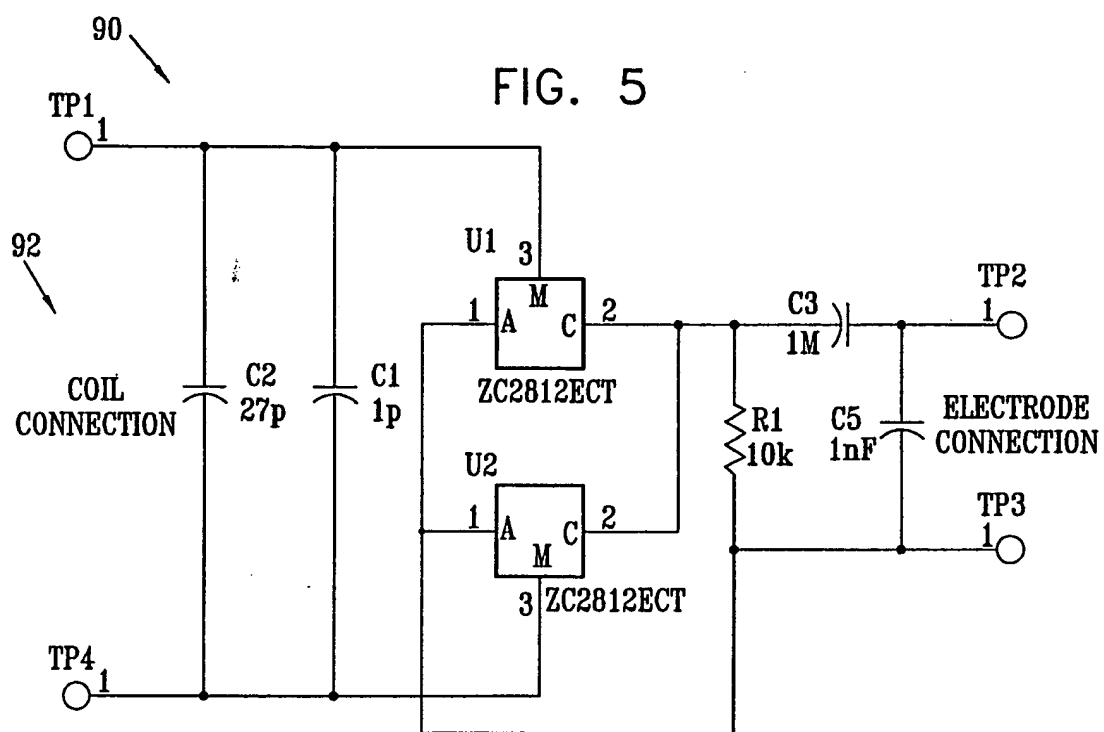 90
FIG. 5
TP1
1
92
U1
3
M
1
A
C
2
ZC2812ECT
C3
1M
TP2
1
COIL
CONNECTION
C2
27p
C1
1p
R1
10k
C5
1nF
ELECTRODE
CONNECTION
U2
1
A
C
2
M
3
ZC2812ECT
TP3
1
TP4
1